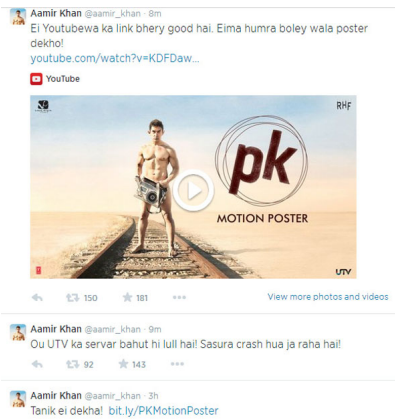 Aamir Khan @aamir_khan · 8m
Ei Youtubewa ka link bhery good hai. Eima humra boley wala poster
dekho!
youtube.com/watch?v=KDFDaw...
YouTube
RHF
pk
MOTION POSTER
UTV
150 181 View more photos and videos
Aamir Khan @aamir_khan · 9m
Ou UTV ka servar bahut hi lull hai! Sasura crash hua ja raha hai!
92 143
Aamir Khan @aamir_khan · 3h
Tanik ei dekha! bit.ly/PKMotionPoster